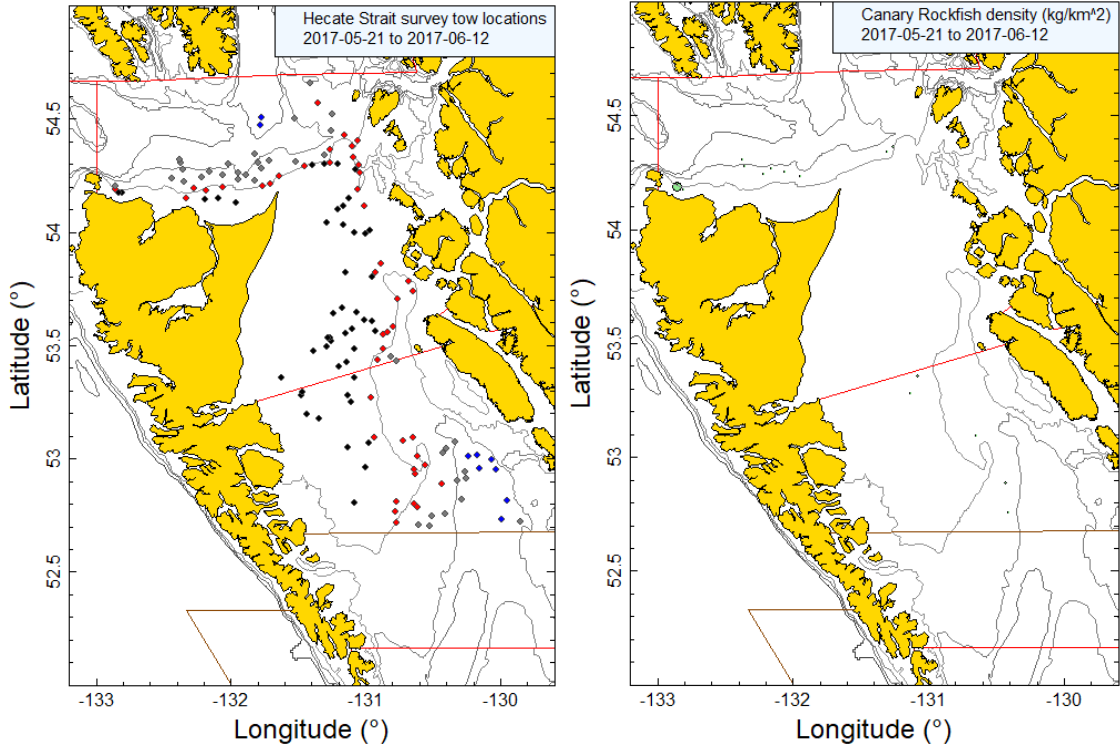 Hecate Strait survey tow locations
2017-05-21 to 2017-06-12
54.5
54
53.5
53
52.5
Latitude (°)
-133
-132
-131
-130
Longitude (°)
Canary Rockfish density (kg/km^2)
2017-05-21 to 2017-06-12
54.5
54
53.5
53
52.5
Latitude (°)
-133
-132
-131
-130
Longitude (°)